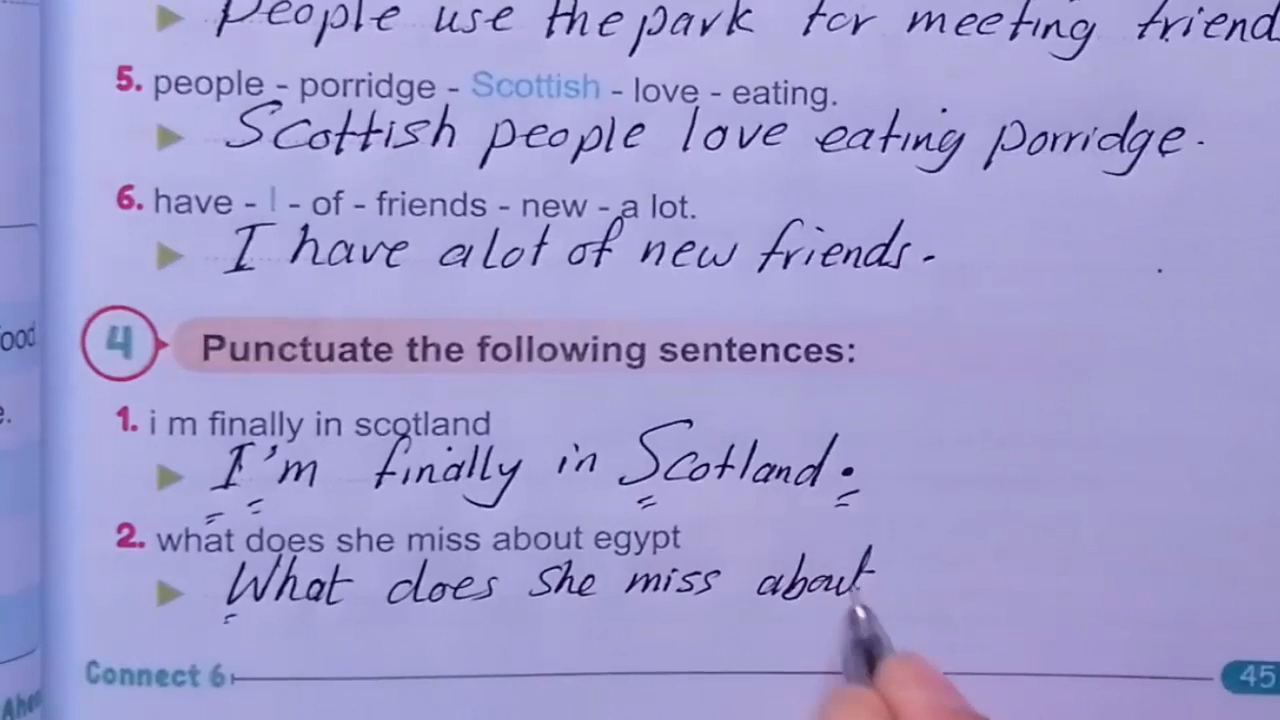 People use the park for meeting friend
5. people - porridge - Scottish - love - eating.
Scottish people love eating porridge.
6. have - I - of - friends - new - a lot.
I have a lot of new friends.
4 Punctuate the following sentences:
ood
1. i m finally in scotland
e.
I'm finally in Scotland.
2. what does she miss about egypt
What does she miss about
Connect 6
45